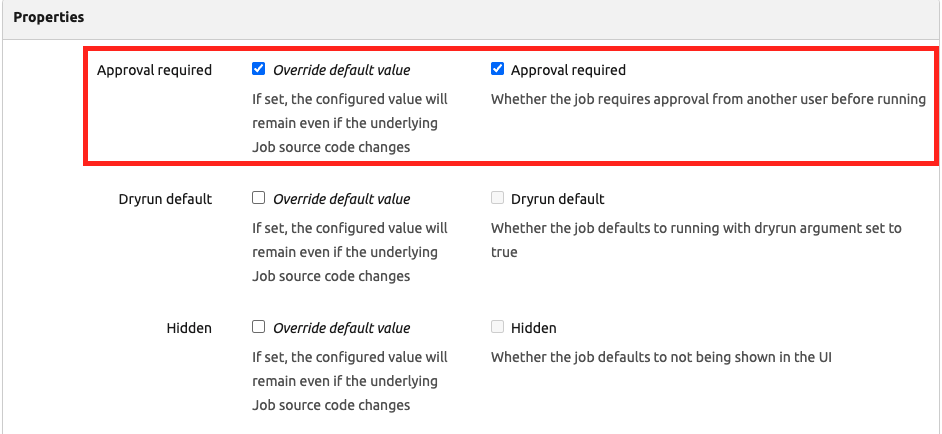 Properties
Approval required
Override default value
If set, the configured value will
remain even if the underlying
Job source code changes
Approval required
Whether the job requires approval from another user before running
Dryrun default
Override default value
If set, the configured value will
remain even if the underlying
Job source code changes
Dryrun default
Whether the job defaults to running with dryrun argument set to
true
Hidden
Override default value
If set, the configured value will
remain even if the underlying
Job source code changes
Hidden
Whether the job defaults to not being shown in the UI